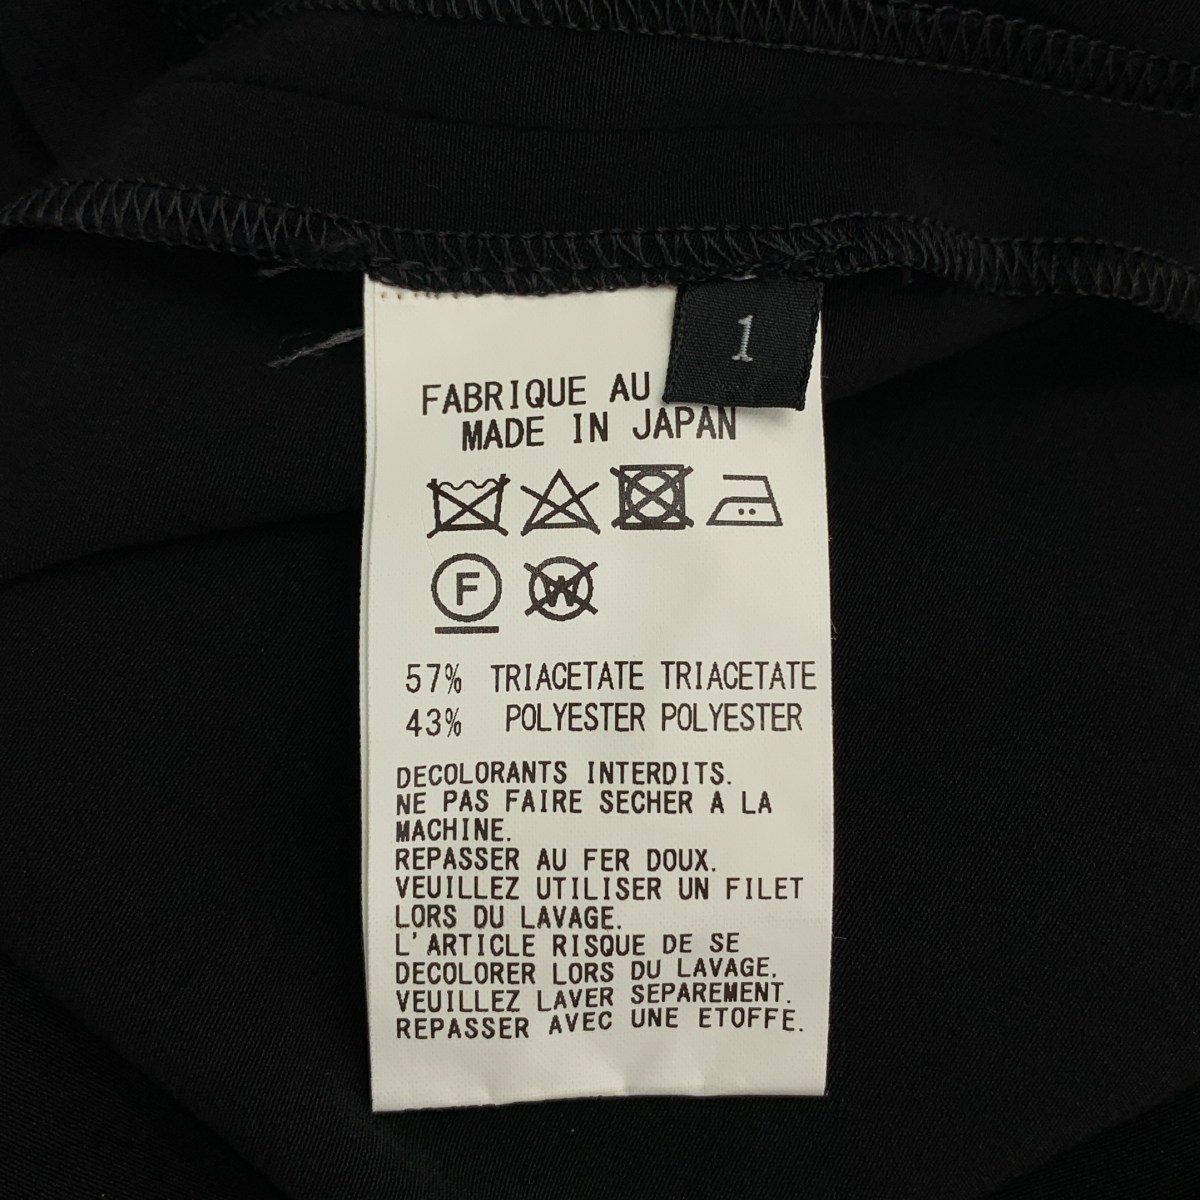 1
FABRIQUE AU
MADE IN JAPAN
F
W
57% TRIACETATE TRIACETATE
43% POLYESTER POLYESTER
DECOLORANTS INTERDITS.
NE PAS FAIRE SECHER A LA
MACHINE.
REPASSER AU FER DOUX.
VEUILLEZ UTILISER UN FILET
LORS DU LAVAGE.
L'ARTICLE RISQUE DE SE
DECOLORER LORS DU LAVAGE.
VEUILLEZ LAVER SEPAREMENT.
REPASSER AVEC UNE ETOFFE.